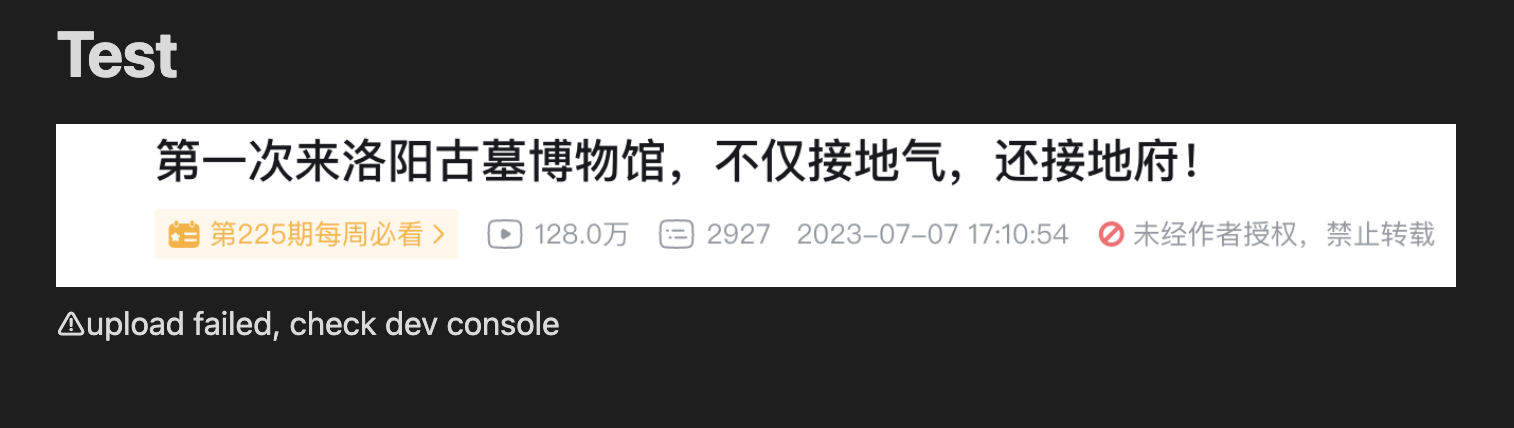 Test
第一次来洛阳古墓博物馆，不仅接地气，还接地府！
第225期每周必看 > 128.0万 2927 2023-07-07 17:10:54 未经作者授权，禁止转载
⚠upload failed, check dev console